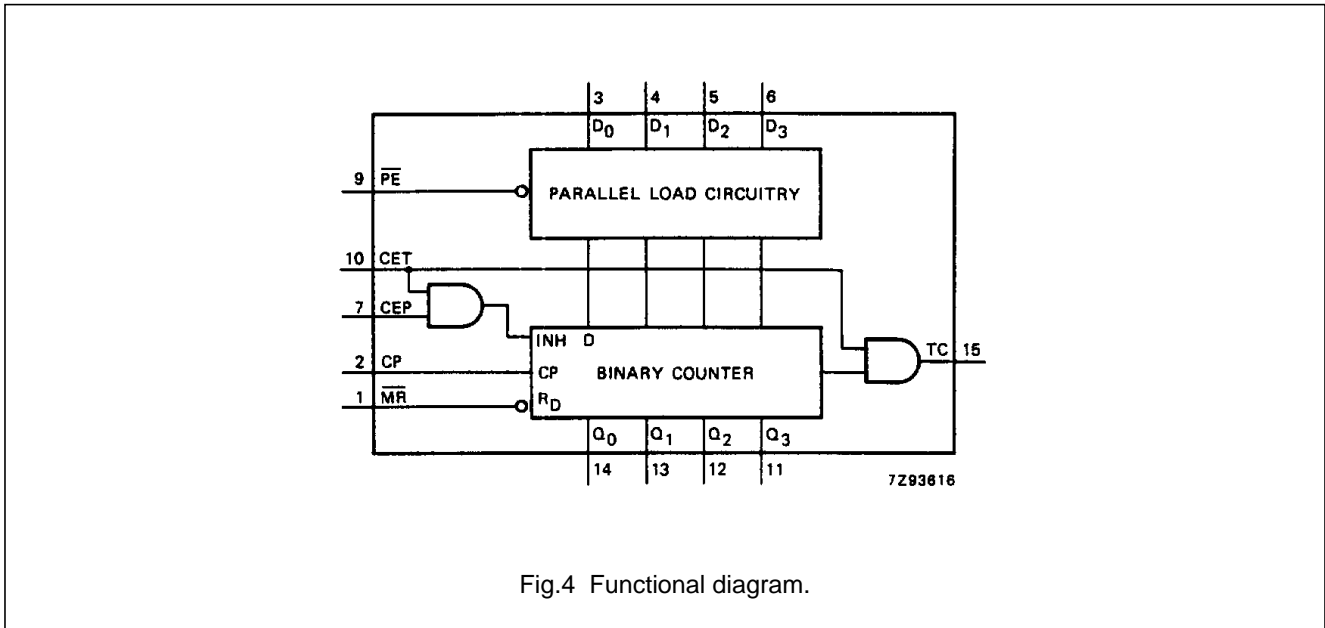 3 4 5 6
D0 D1 D2 D3
9 P̅E̅ PARALLEL LOAD CIRCUITRY
10 CET
7 CEP
INH D
2 CP CP BINARY COUNTER TC 15
1 M̅R̅ RD
Q0 Q1 Q2 Q3
14 13 12 11
7Z93616
Fig.4 Functional diagram.